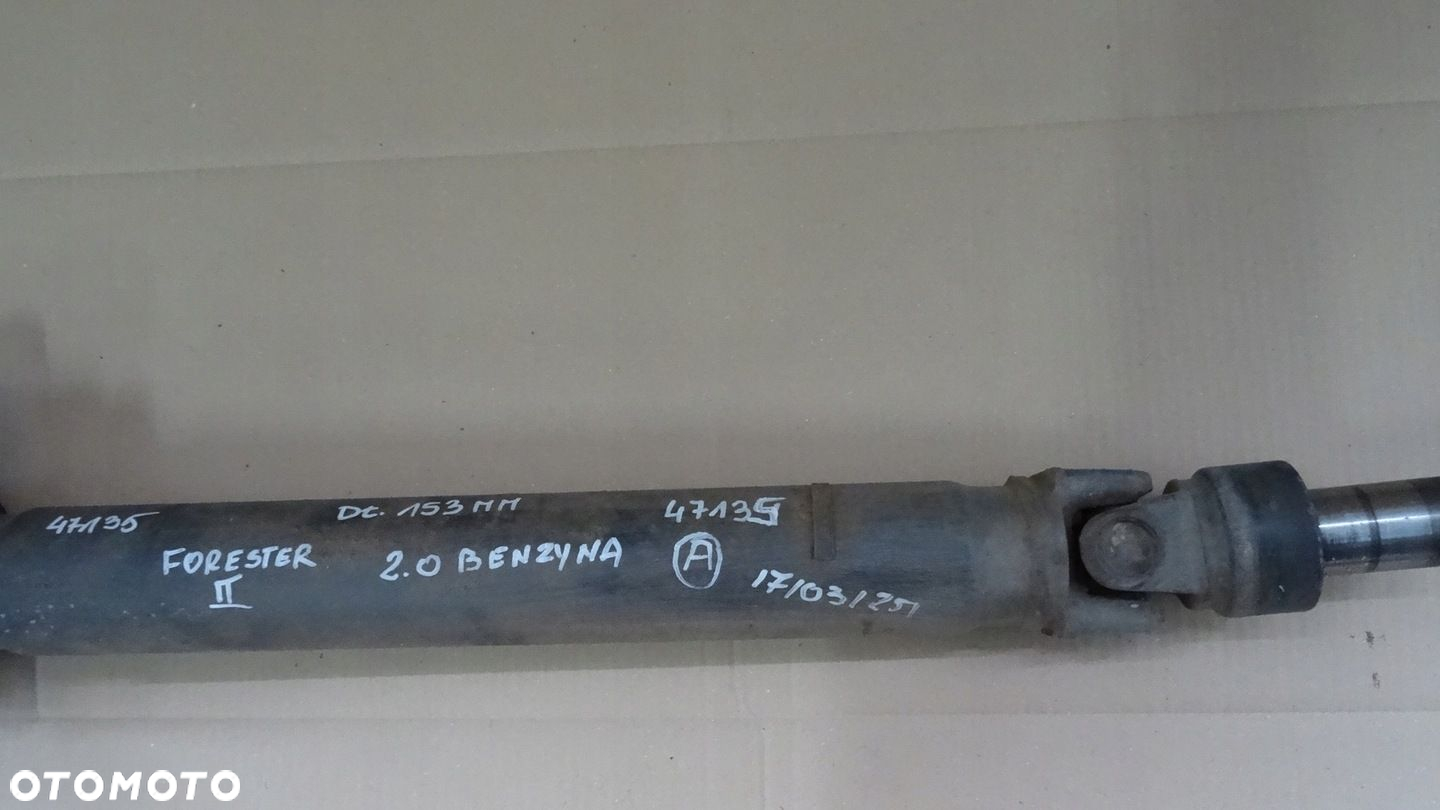 47135
DŁ. 153 MM
47135
FORESTER
II
2.0 BENZYNA
A
17/03/25
OTOMOTO